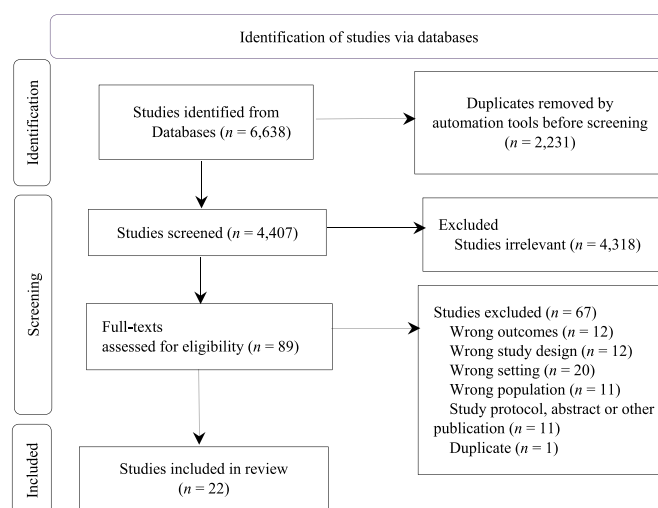 Identification of studies via databases
Identification
Studies identified from
Databases (n = 6,638)
Duplicates removed by
automation tools before screening
(n = 2,231)
Screening
Studies screened (n = 4,407)
Excluded
Studies irrelevant (n = 4,318)
Full-texts
assessed for eligibility (n = 89)
Studies excluded (n = 67)
Wrong outcomes (n = 12)
Wrong study design (n = 12)
Wrong setting (n = 20)
Wrong population (n = 11)
Study protocol, abstract or other
publication (n = 11)
Duplicate (n = 1)
Included
Studies included in review
(n = 22)